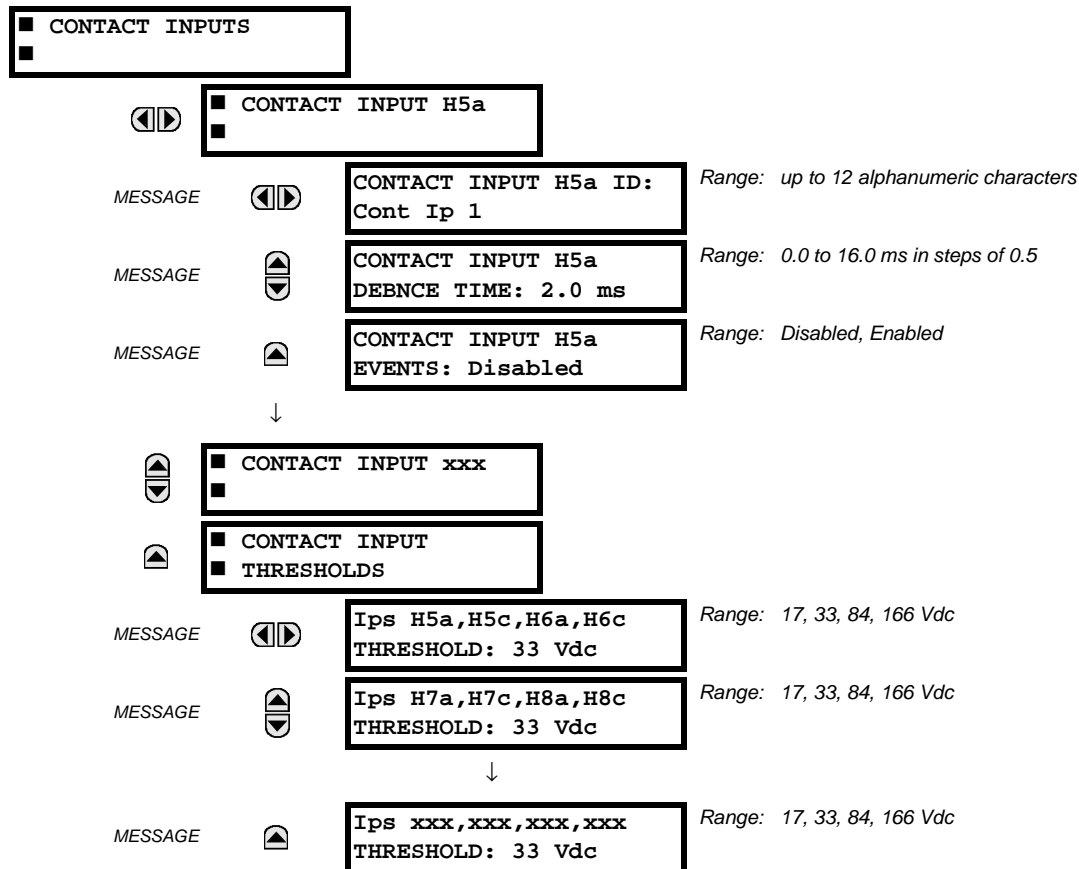 ■ CONTACT INPUTS
■
■ CONTACT INPUT H5a
■
MESSAGE
CONTACT INPUT H5a ID:
Cont Ip 1
Range: up to 12 alphanumeric characters
MESSAGE
CONTACT INPUT H5a
DEBNCE TIME: 2.0 ms
Range: 0.0 to 16.0 ms in steps of 0.5
MESSAGE
CONTACT INPUT H5a
EVENTS: Disabled
Range: Disabled, Enabled
↓
■ CONTACT INPUT xxx
■
■ CONTACT INPUT
■ THRESHOLDS
MESSAGE
Ips H5a,H5c,H6a,H6c
THRESHOLD: 33 Vdc
Range: 17, 33, 84, 166 Vdc
MESSAGE
Ips H7a,H7c,H8a,H8c
THRESHOLD: 33 Vdc
Range: 17, 33, 84, 166 Vdc
↓
MESSAGE
Ips xxx,xxx,xxx,xxx
THRESHOLD: 33 Vdc
Range: 17, 33, 84, 166 Vdc